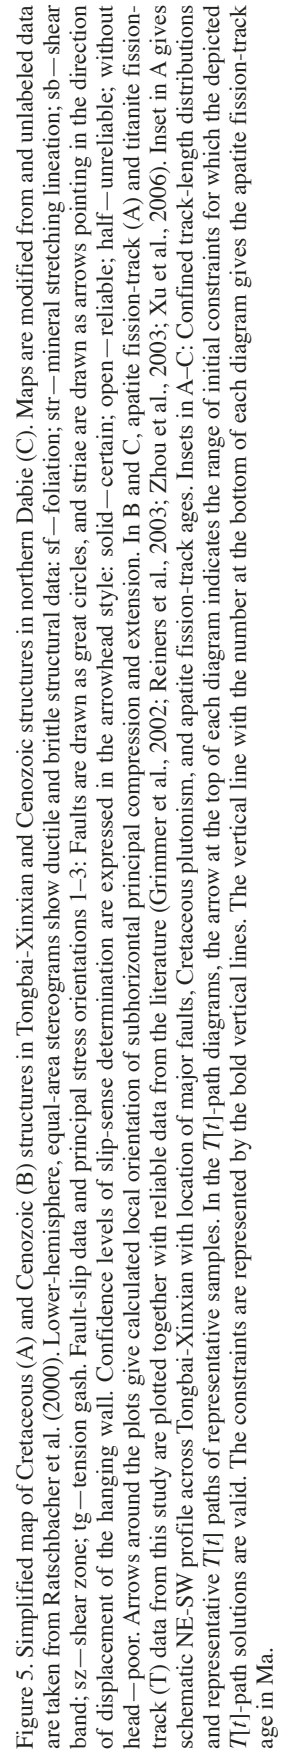 Figure 5. Simplified map of Cretaceous (A) and Cenozoic (B) structures in Tongbai-Xinxian and Cenozoic structures in northern Dabie (C). Maps are modified from and unlabeled data
are taken from Ratschbacher et al. (2000). Lower-hemisphere, equal-area stereograms show ductile and brittle structural data: sf—foliation; str—mineral stretching lineation; sb—shear
band; sz—shear zone; tg—tension gash. Fault-slip data and principal stress orientations 1–3: Faults are drawn as great circles, and striae are drawn as arrows pointing in the direction
of displacement of the hanging wall. Confidence levels of slip-sense determination are expressed in the arrowhead style: solid—certain; open—reliable; half—unreliable; without
head—poor. Arrows around the plots give calculated local orientation of subhorizontal principal compression and extension. In B and C, apatite fission-track (A) and titanite fission-
track (T) data from this study are plotted together with reliable data from the literature (Grimmer et al., 2002; Reiners et al., 2003; Zhou et al., 2003; Xu et al., 2006). Inset in A gives
schematic NE-SW profile across Tongbai-Xinxian with location of major faults, Cretaceous plutonism, and apatite fission-track ages. Insets in A–C: Confined track-length distributions
and representative T[t] paths of representative samples. In the T[t]-path diagrams, the arrow at the top of each diagram indicates the range of initial constraints for which the depicted
T[t]-path solutions are valid. The constraints are represented by the bold vertical lines. The vertical line with the number at the bottom of each diagram gives the apatite fission-track
age in Ma.